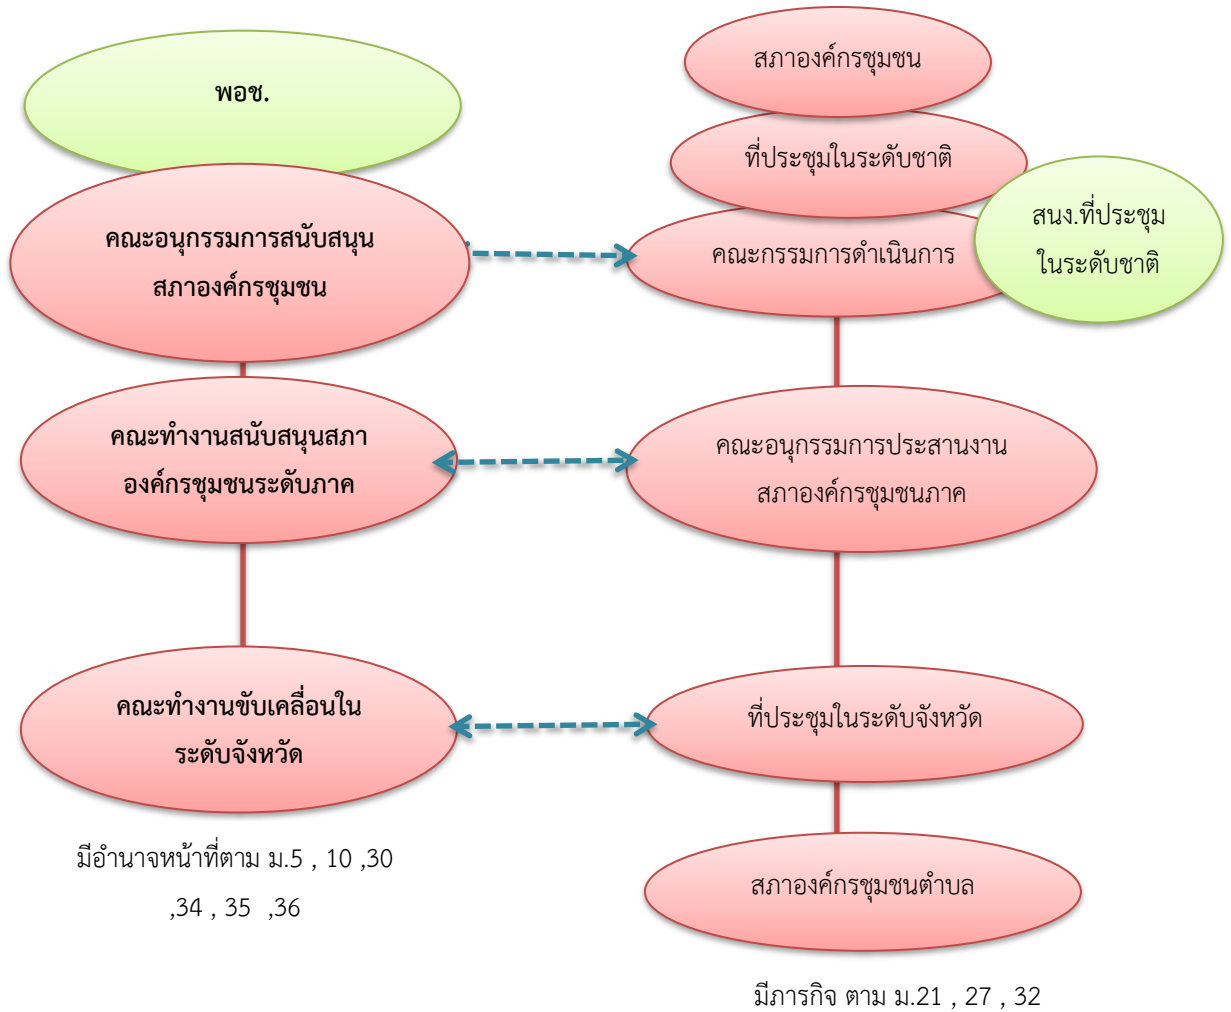 พอช.
คณะอนุกรรมการสนับสนุน
สภาองค์กรชุมชน
คณะทำงานสนับสนุนสภา
องค์กรชุมชนระดับภาค
คณะทำงานขับเคลื่อนใน
ระดับจังหวัด
มีอำนาจหน้าที่ตาม ม.5 , 10 ,30
,34 , 35 ,36
สภาองค์กรชุมชน
ที่ประชุมในระดับชาติ
คณะกรรมการดำเนินการ
สนง.ที่ประชุม
ในระดับชาติ
คณะอนุกรรมการประสานงาน
สภาองค์กรชุมชนภาค
ที่ประชุมในระดับจังหวัด
สภาองค์กรชุมชนตำบล
มีภารกิจ ตาม ม.21 , 27 , 32